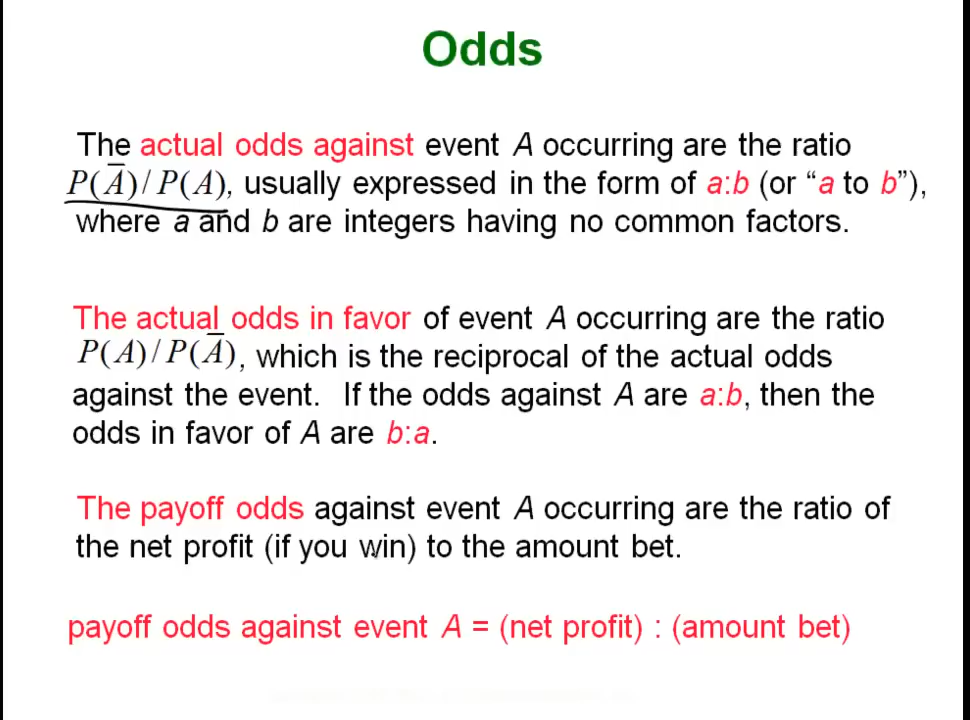 Odds
The actual odds against event A occurring are the ratio
P(A̅)/P(A), usually expressed in the form of a:b (or “a to b”),
where a and b are integers having no common factors.
The actual odds in favor of event A occurring are the ratio
P(A)/P(A̅), which is the reciprocal of the actual odds
against the event. If the odds against A are a:b, then the
odds in favor of A are b:a.
The payoff odds against event A occurring are the ratio of
the net profit (if you win) to the amount bet.
payoff odds against event A = (net profit) : (amount bet)